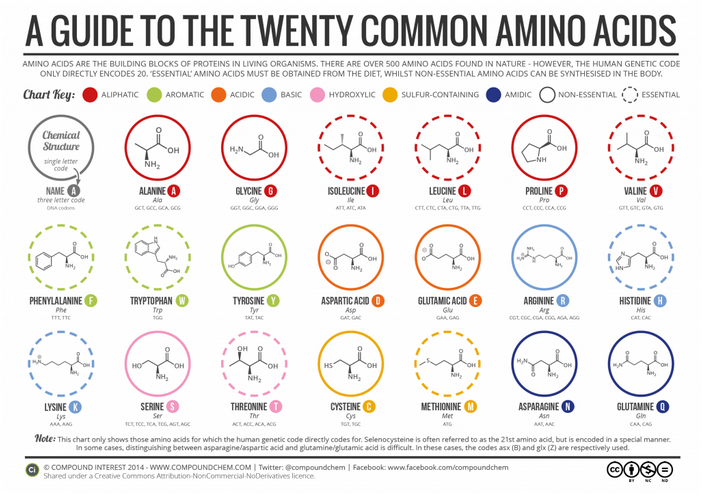 A GUIDE TO THE TWENTY COMMON AMINO ACIDS
AMINO ACIDS ARE THE BUILDING BLOCKS OF PROTEINS IN LIVING ORGANISMS. THERE ARE OVER 500 AMINO ACIDS FOUND IN NATURE - HOWEVER, THE HUMAN GENETIC CODE
ONLY DIRECTLY ENCODES 20. 'ESSENTIAL' AMINO ACIDS MUST BE OBTAINED FROM THE DIET, WHILST NON-ESSENTIAL AMINO ACIDS CAN BE SYNTHESISED IN THE BODY.
Chart Key: ALIPHATIC AROMATIC ACIDIC BASIC HYDROXYLIC SULFUR-CONTAINING AMIDIC NON-ESSENTIAL ESSENTIAL
Chemical
Structure
single letter
code
NAME A
three letter code
DNA codons
ALANINE A
Ala
GCT, GCC, GCA, GCG
GLYCINE G
Gly
GGT, GGC, GGA, GGG
ISOLEUCINE I
Ile
ATT, ATC, ATA
LEUCINE L
Leu
CTT, CTC, CTA, CTG, TTA, TTG
PROLINE P
Pro
CCT, CCC, CCA, CCG
VALINE V
Val
GTT, GTC, GTA, GTG
PHENYLALANINE F
Phe
TTT, TTC
TRYPTOPHAN W
Trp
TGG
TYROSINE Y
Tyr
TAT, TAC
ASPARTIC ACID D
Asp
GAT, GAC
GLUTAMIC ACID E
Glu
GAA, GAG
ARGININE R
Arg
CGT, CGC, CGA, CGG, AGA, AGG
HISTIDINE H
His
CAT, CAC
LYSINE K
Lys
AAA, AAG
SERINE S
Ser
TCT, TCC, TCA, TCG, AGT, AGC
THREONINE T
Thr
ACT, ACC, ACA, ACG
CYSTEINE C
Cys
TGT, TGC
METHIONINE M
Met
ATG
ASPARAGINE N
Asn
AAT, AAC
GLUTAMINE Q
Gln
CAA, CAG
Note: This chart only shows those amino acids for which the human genetic code directly codes for. Selenocysteine is often referred to as the 21st amino acid, but is encoded in a special manner.
In some cases, distinguishing between asparagine/aspartic acid and glutamine/glutamic acid is difficult. In these cases, the codes asx (B) and glx (Z) are respectively used.
Ci © COMPOUND INTEREST 2014 - WWW.COMPOUNDCHEM.COM | Twitter: @compoundchem | Facebook: www.facebook.com/compoundchem
Shared under a Creative Commons Attribution-NonCommercial-NoDerivatives licence.
CC BY NC ND